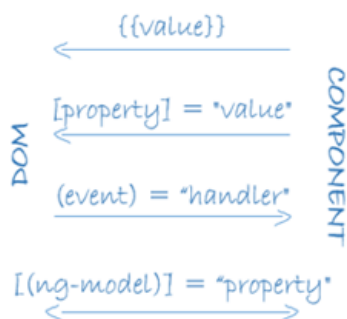 {{value}}
[property] = "value"
(event) = "handler"
[(ng-model)] = "property"
DOM
COMPONENT